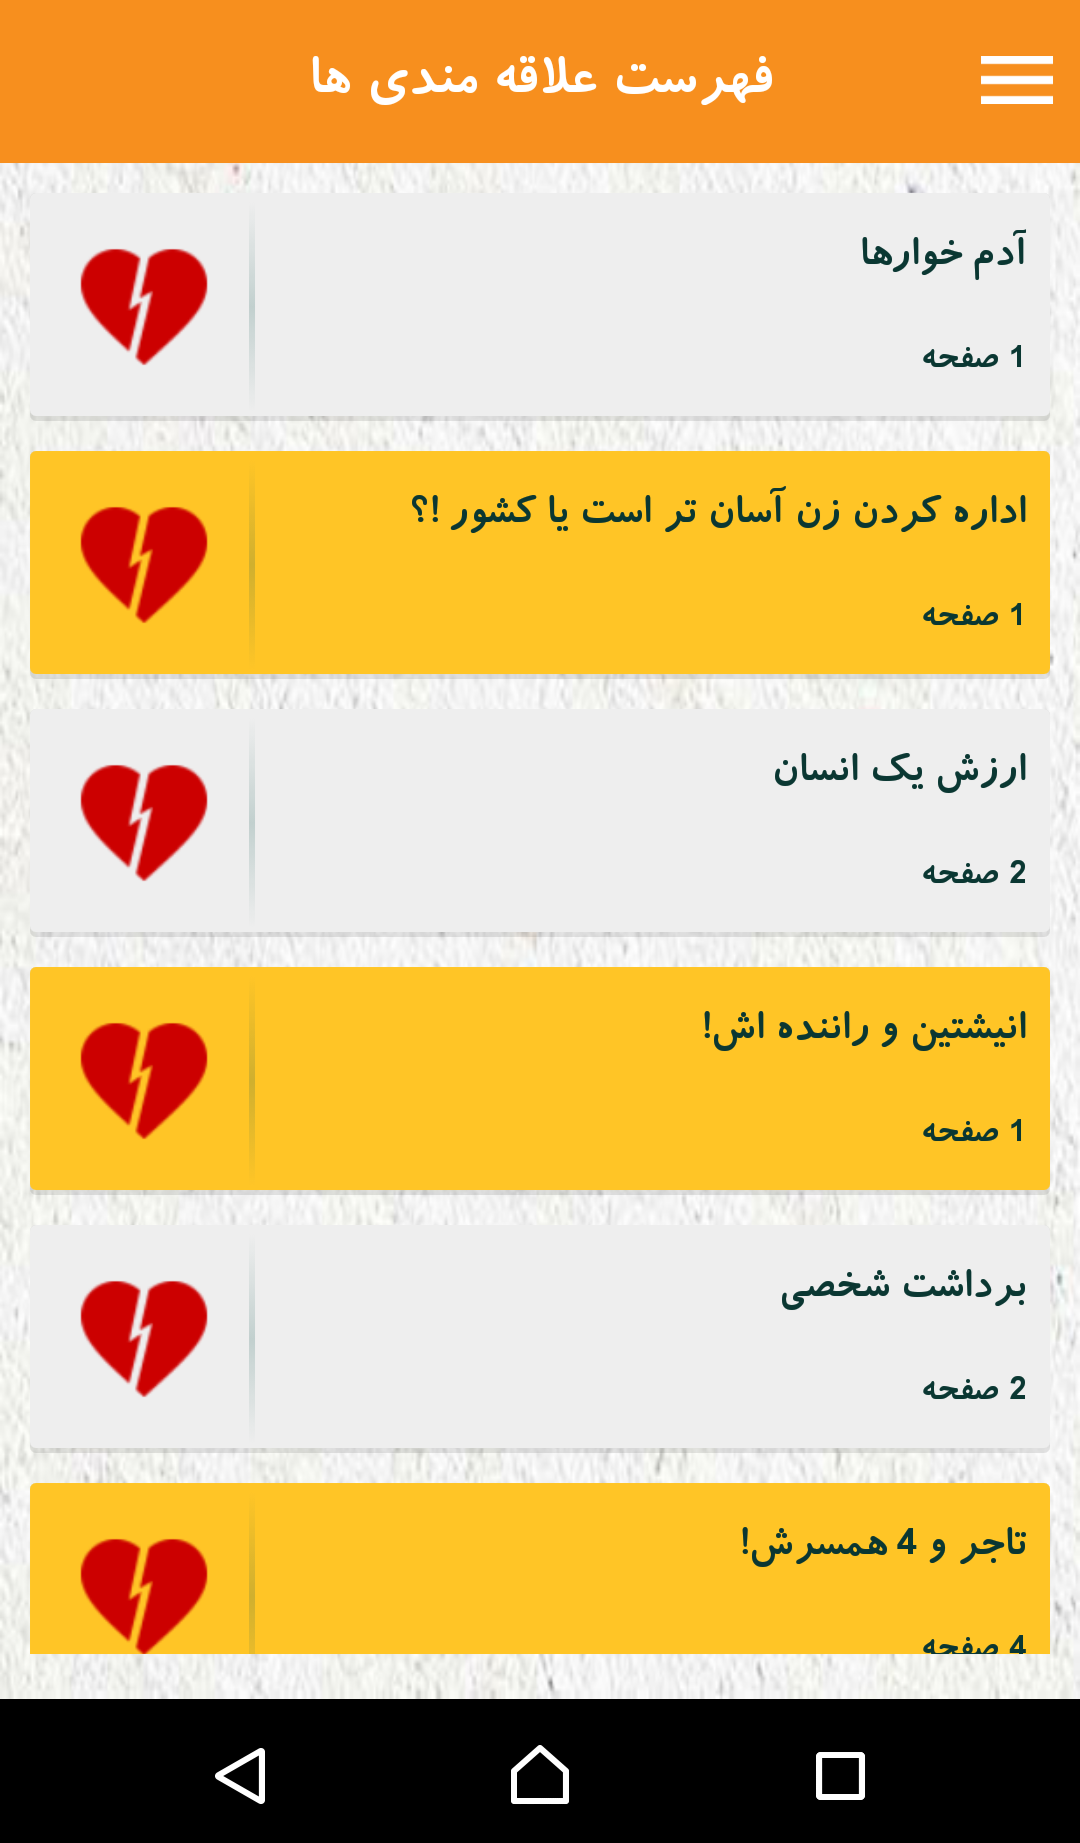 فهرست علاقه مندی ها
آدم خوارها
1 صفحه
اداره کردن زن آسان تر است یا کشور !؟
1 صفحه
ارزش یک انسان
2 صفحه
انیشتین و راننده اش!
1 صفحه
برداشت شخصی
2 صفحه
تاجر و 4 همسرش!
4 صفحه